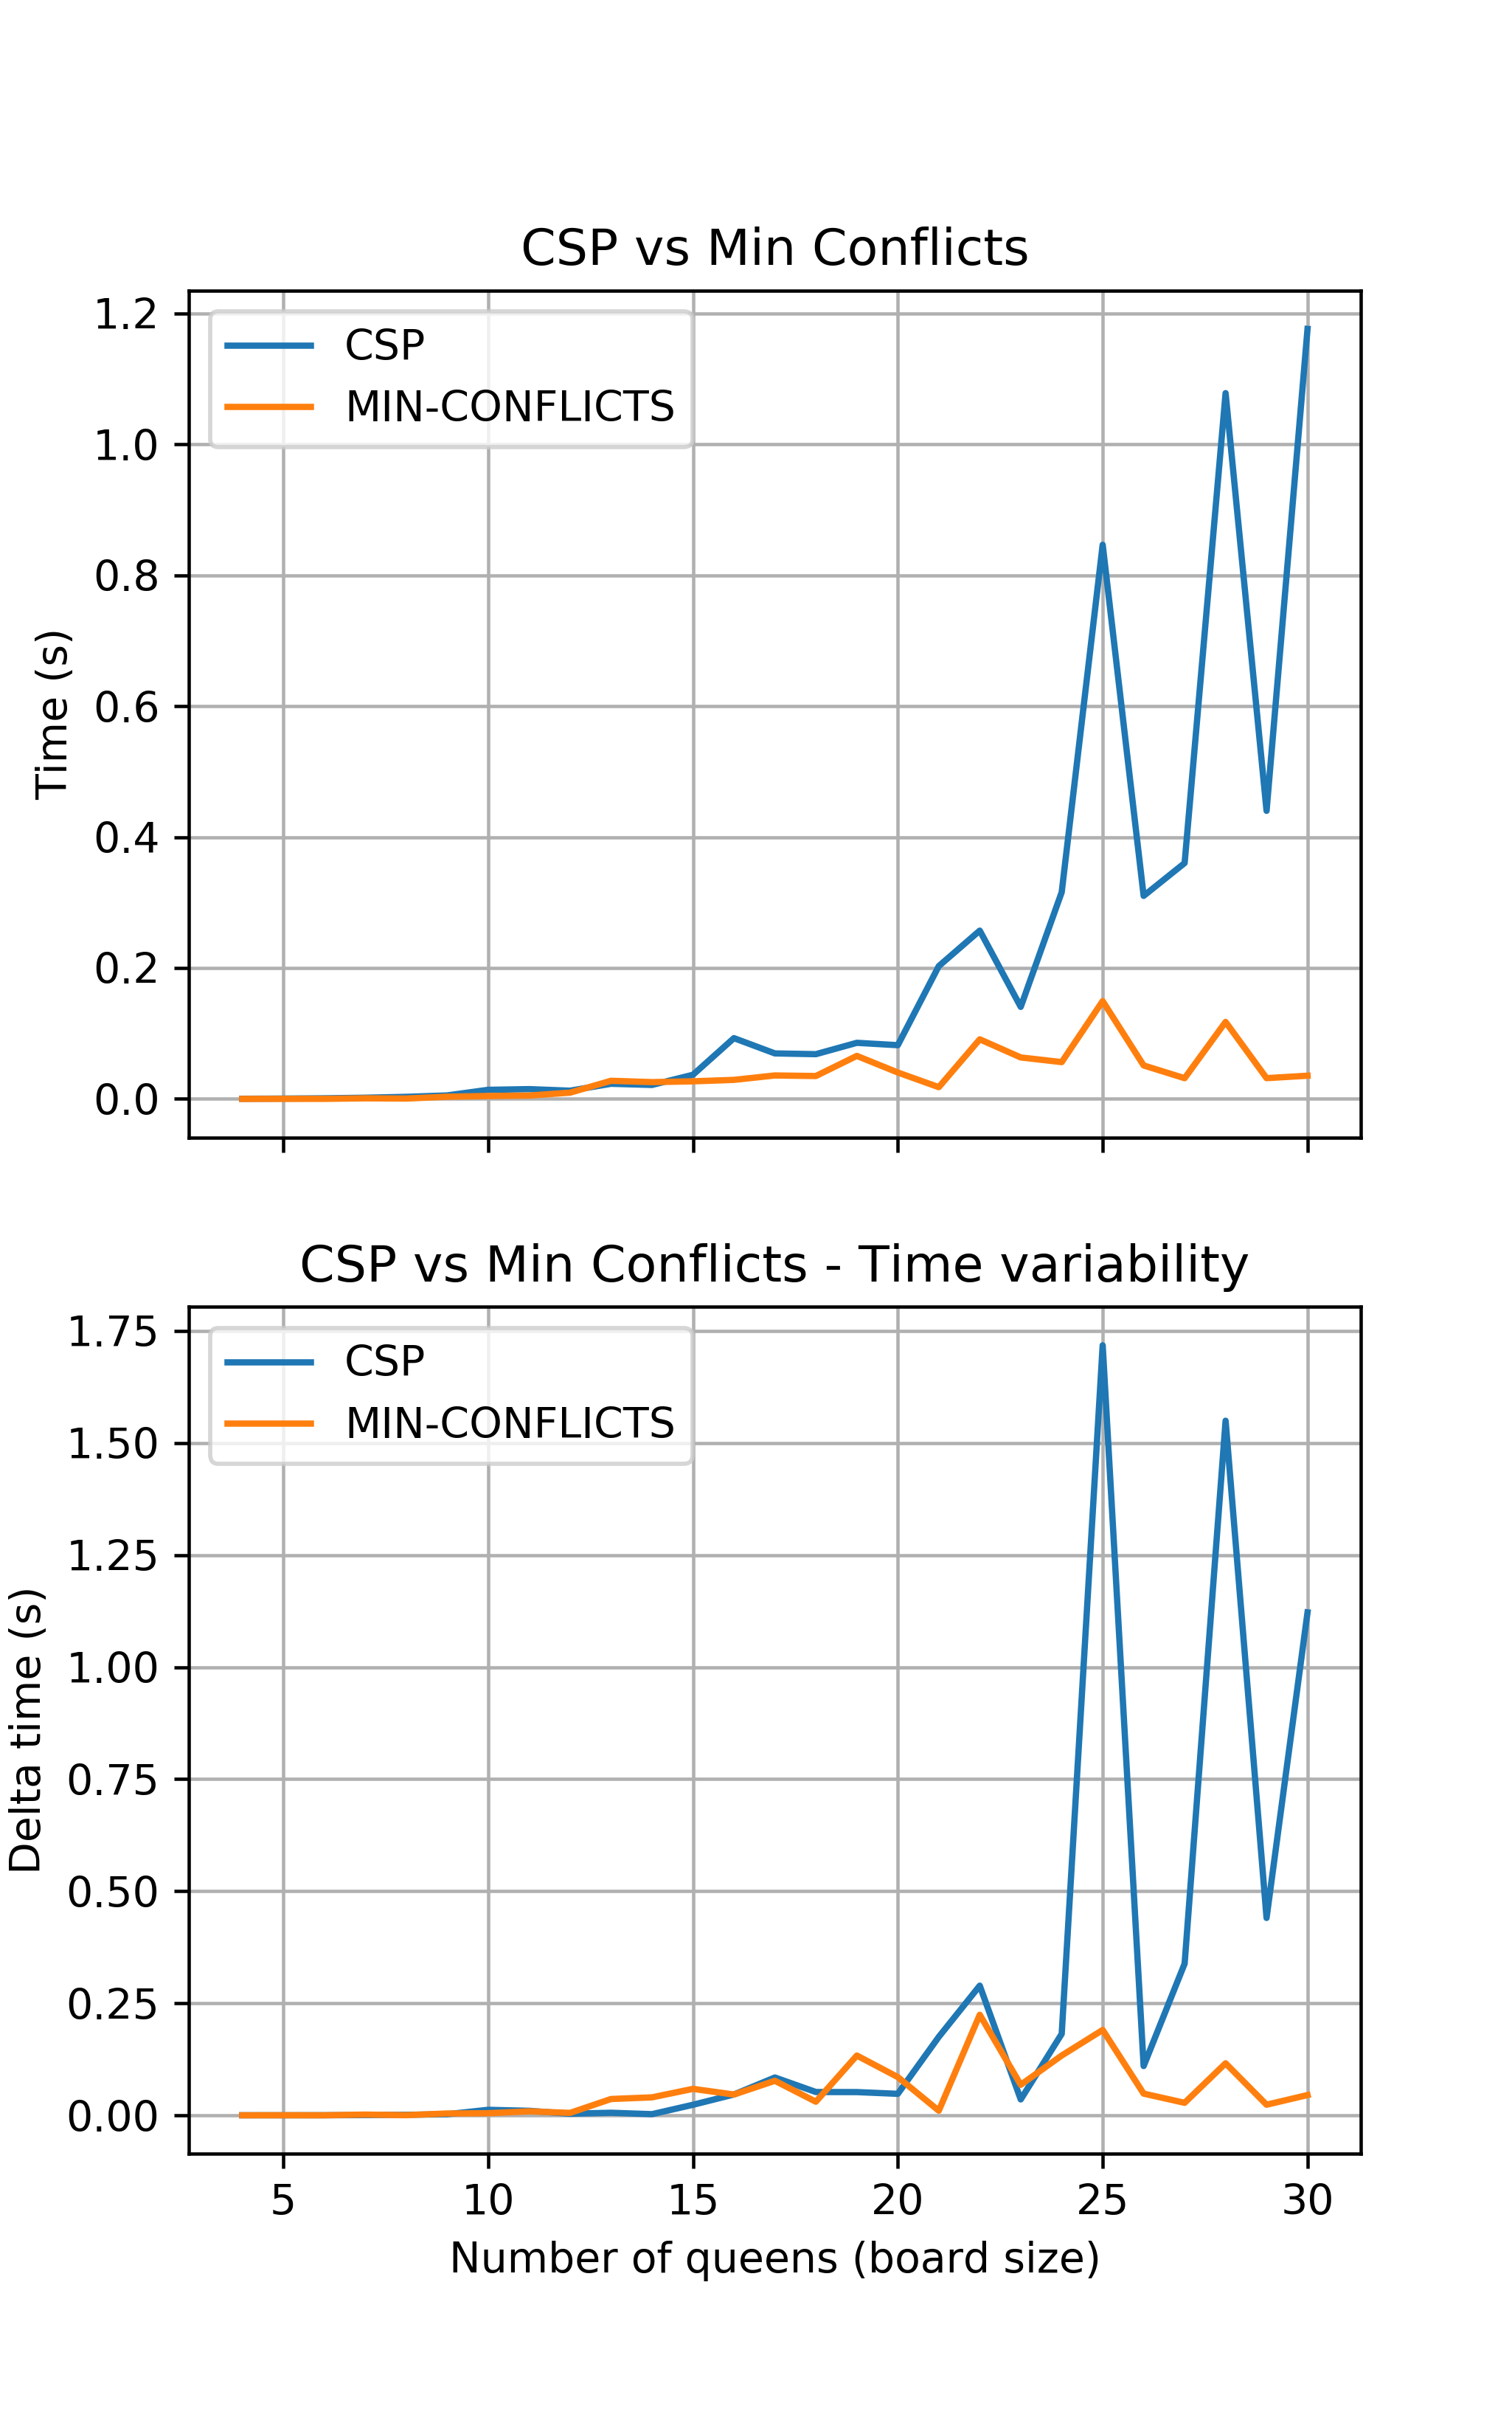 CSP vs Min Conflicts
1.2
1.0
0.8
0.6
0.4
0.2
0.0
Time (s)
CSP
MIN-CONFLICTS
CSP vs Min Conflicts - Time variability
1.75
1.50
1.25
1.00
0.75
0.50
0.25
0.00
Delta time (s)
CSP
MIN-CONFLICTS
5 10 15 20 25 30
Number of queens (board size)